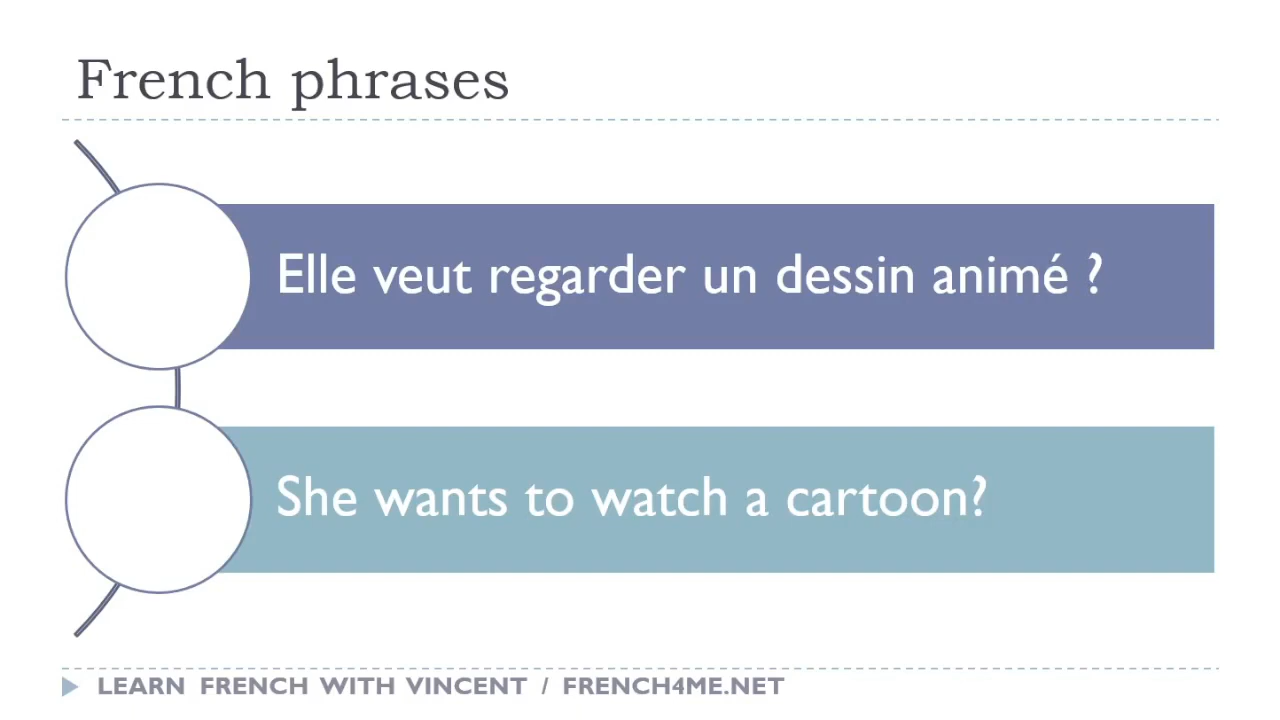 French phrases
Elle veut regarder un dessin animé ?
She wants to watch a cartoon?
LEARN FRENCH WITH VINCENT / FRENCH4ME.NET